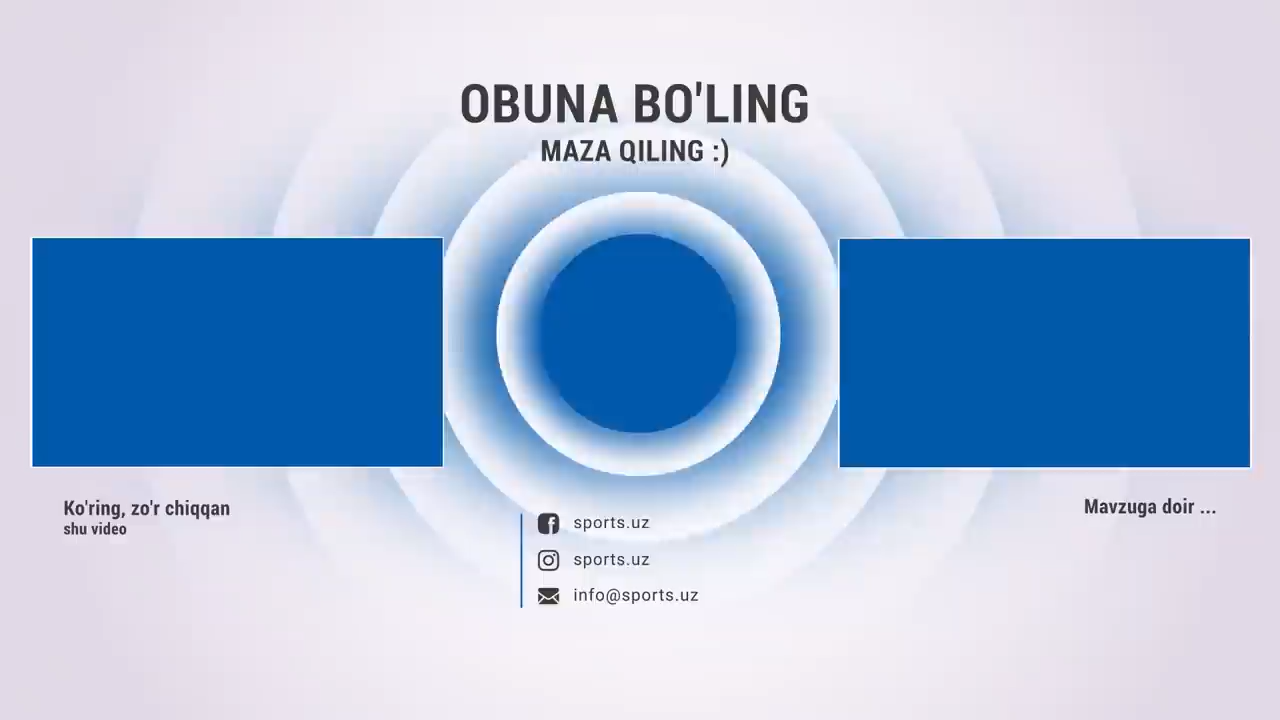 OBUNA BO'LING
MAZA QILING :)
Ko'ring, zo'r chiqqan
shu video
Mavzuga doir ...
sports.uz
sports.uz
info@sports.uz